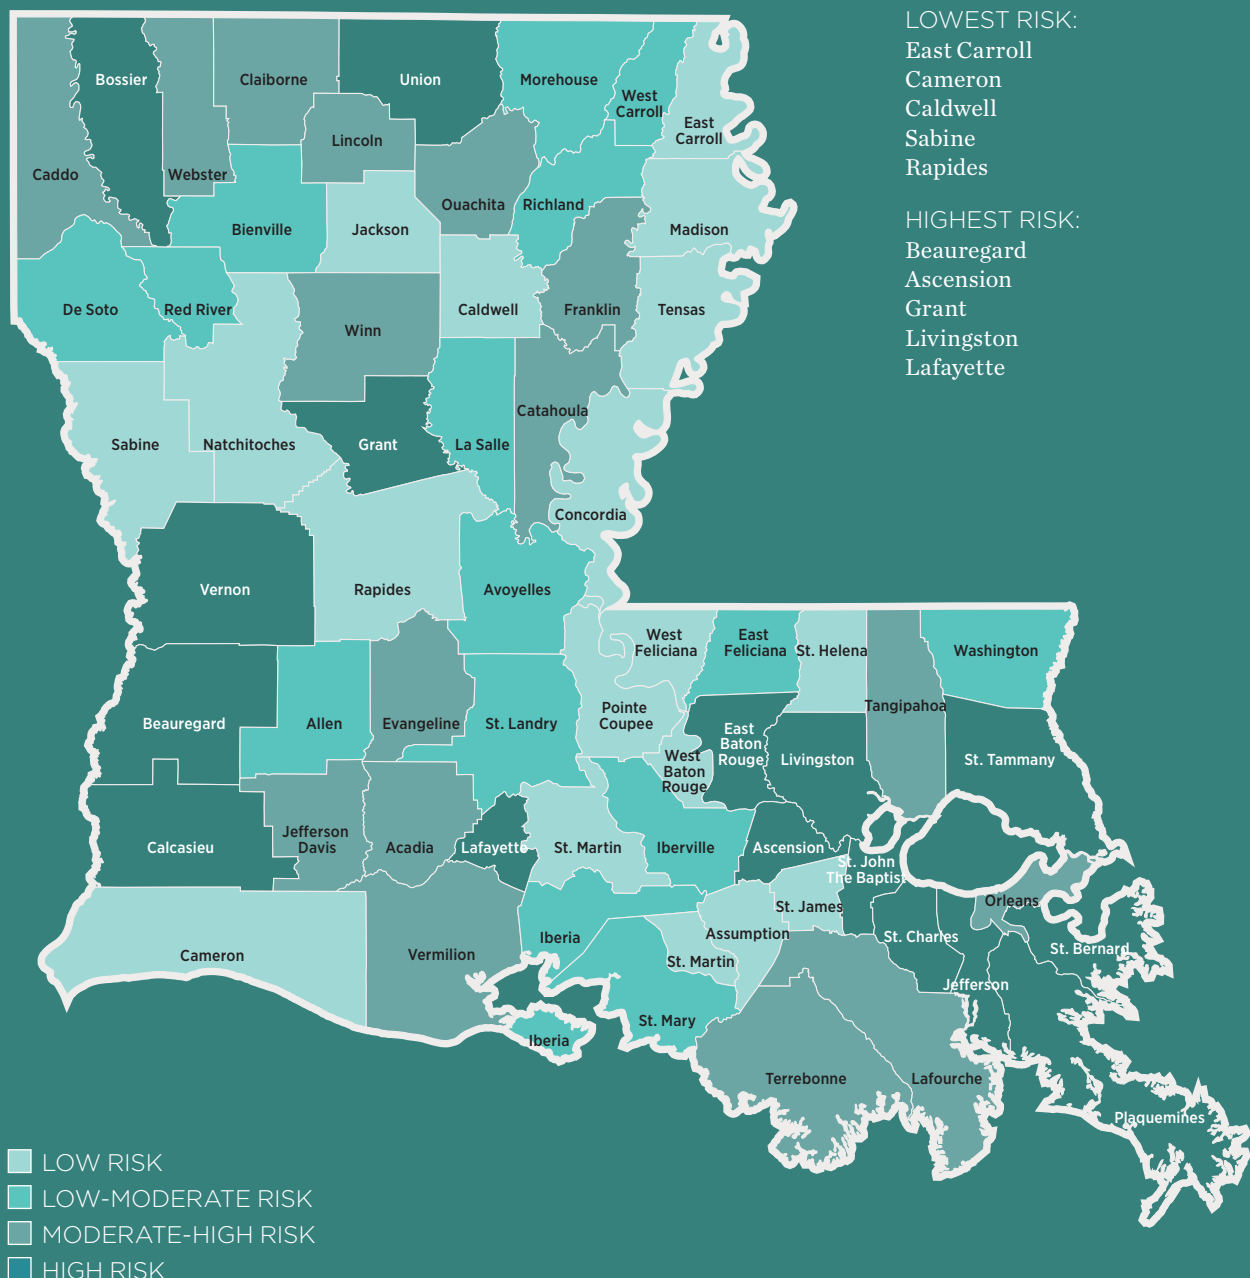 LOWEST RISK:
East Carroll
Cameron
Caldwell
Sabine
Rapides
HIGHEST RISK:
Beauregard
Ascension
Grant
Livingston
Lafayette
Bossier
Claiborne
Union
Morehouse
West
Carroll
East
Carroll
Lincoln
Caddo
Webster
Ouachita
Richland
Bienville
Jackson
Madison
De Soto
Red River
Winn
Caldwell
Franklin
Tensas
Catahoula
Sabine
Natchitoches
Grant
La Salle
Concordia
Vernon
Rapides
Avoyelles
West
Feliciana
East
Feliciana
St. Helena
Washington
Tangipahoa
Beauregard
Allen
Evangeline
St. Landry
Pointe
Coupee
East
Baton
Rouge
Livingston
St. Tammany
West
Baton
Rouge
Calcasieu
Jefferson
Davis
Acadia
Lafayette
St. Martin
Iberville
Ascension
St. John
The Baptist
Orleans
St. James
Assumption
St. Charles
St. Bernard
Cameron
Vermilion
Iberia
St. Martin
Jefferson
St. Mary
Iberia
Terrebonne
Lafourche
Plaquemines
LOW RISK
LOW-MODERATE RISK
MODERATE-HIGH RISK
HIGH RISK